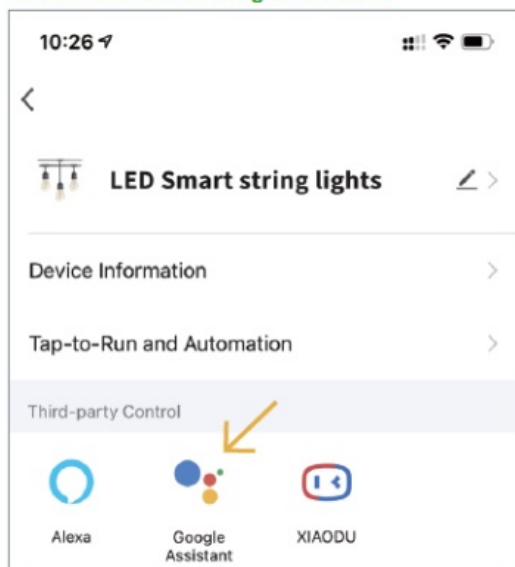 10:26
LED Smart string lights
Device Information
Tap-to-Run and Automation
Third-party Control
Alexa
Google
Assistant
XIAODU